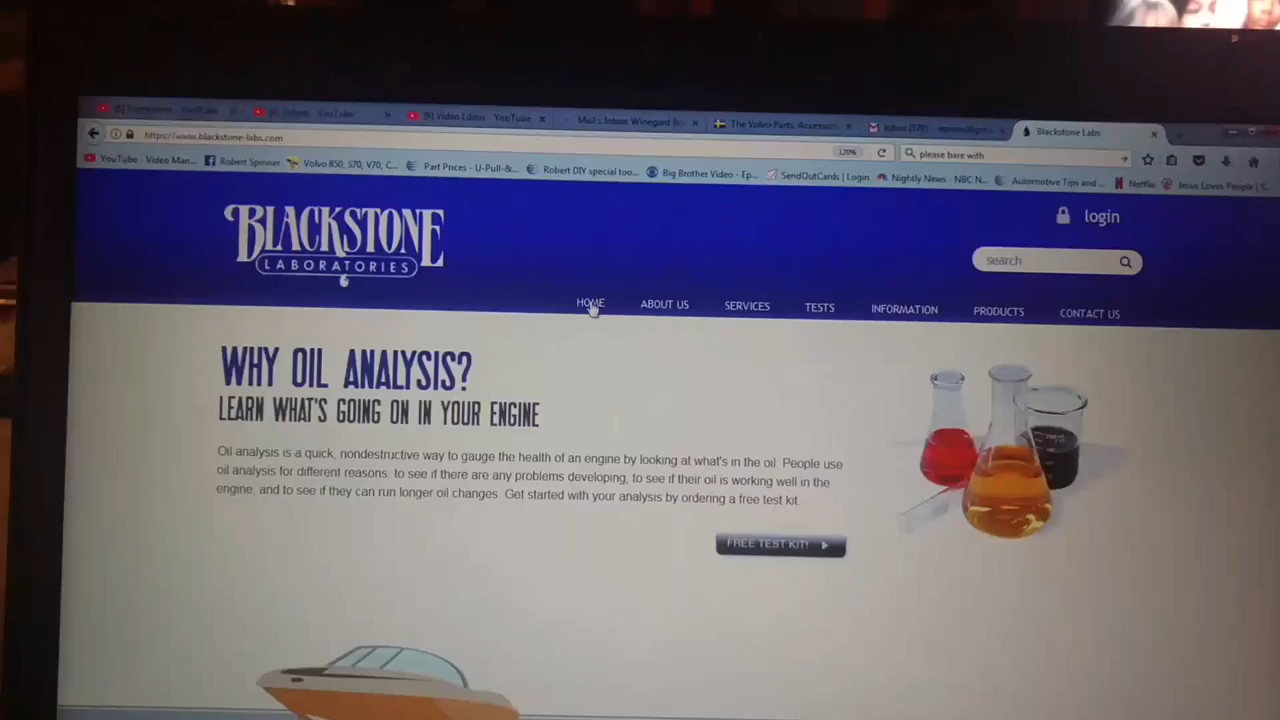 YouTube
[B] Video Editor - YouTube
Mail :: Inbox: Winegard
The Volvo Parts, Accessori
Blackstone Labs
https://www.blackstone-labs.com
120%
please bare with
YouTube
Video Man...
Robert Spinner
Volvo 850, S70, V70, C...
Part Prices - U-Pull-&...
Robert DIY special too...
Big Brother Video - Ep...
SendOutCards | Login
Nightly News - NBC N...
Automotive Tips and ...
Netflix
Jesus Loves People | S...
BLACKSTONE
LABORATORIES
login
search
HOME
ABOUT US
SERVICES
TESTS
INFORMATION
PRODUCTS
CONTACT US
WHY OIL ANALYSIS?
LEARN WHAT'S GOING ON IN YOUR ENGINE
Oil analysis is a quick, nondestructive way to gauge the health of an engine by looking at what's in the oil. People use
oil analysis for different reasons: to see if there are any problems developing, to see if their oil is working well in the
engine, and to see if they can run longer oil changes. Get started with your analysis by ordering a free test kit.
FREE TEST KIT!